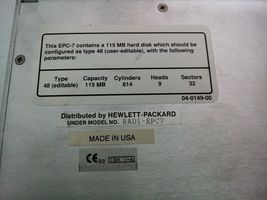 This EPC-7 contains a 115 MB hard disk which should be
configured as type 48 (user-editable), with the following
parameters:
Type Capacity Cylinders Heads Sectors
48 (editable) 115 MB 814 9 32
04-0149-00
Distributed by HEWLETT-PACKARD
UNDER MODEL NO. RADI-EPC7
MADE IN USA
CE 93